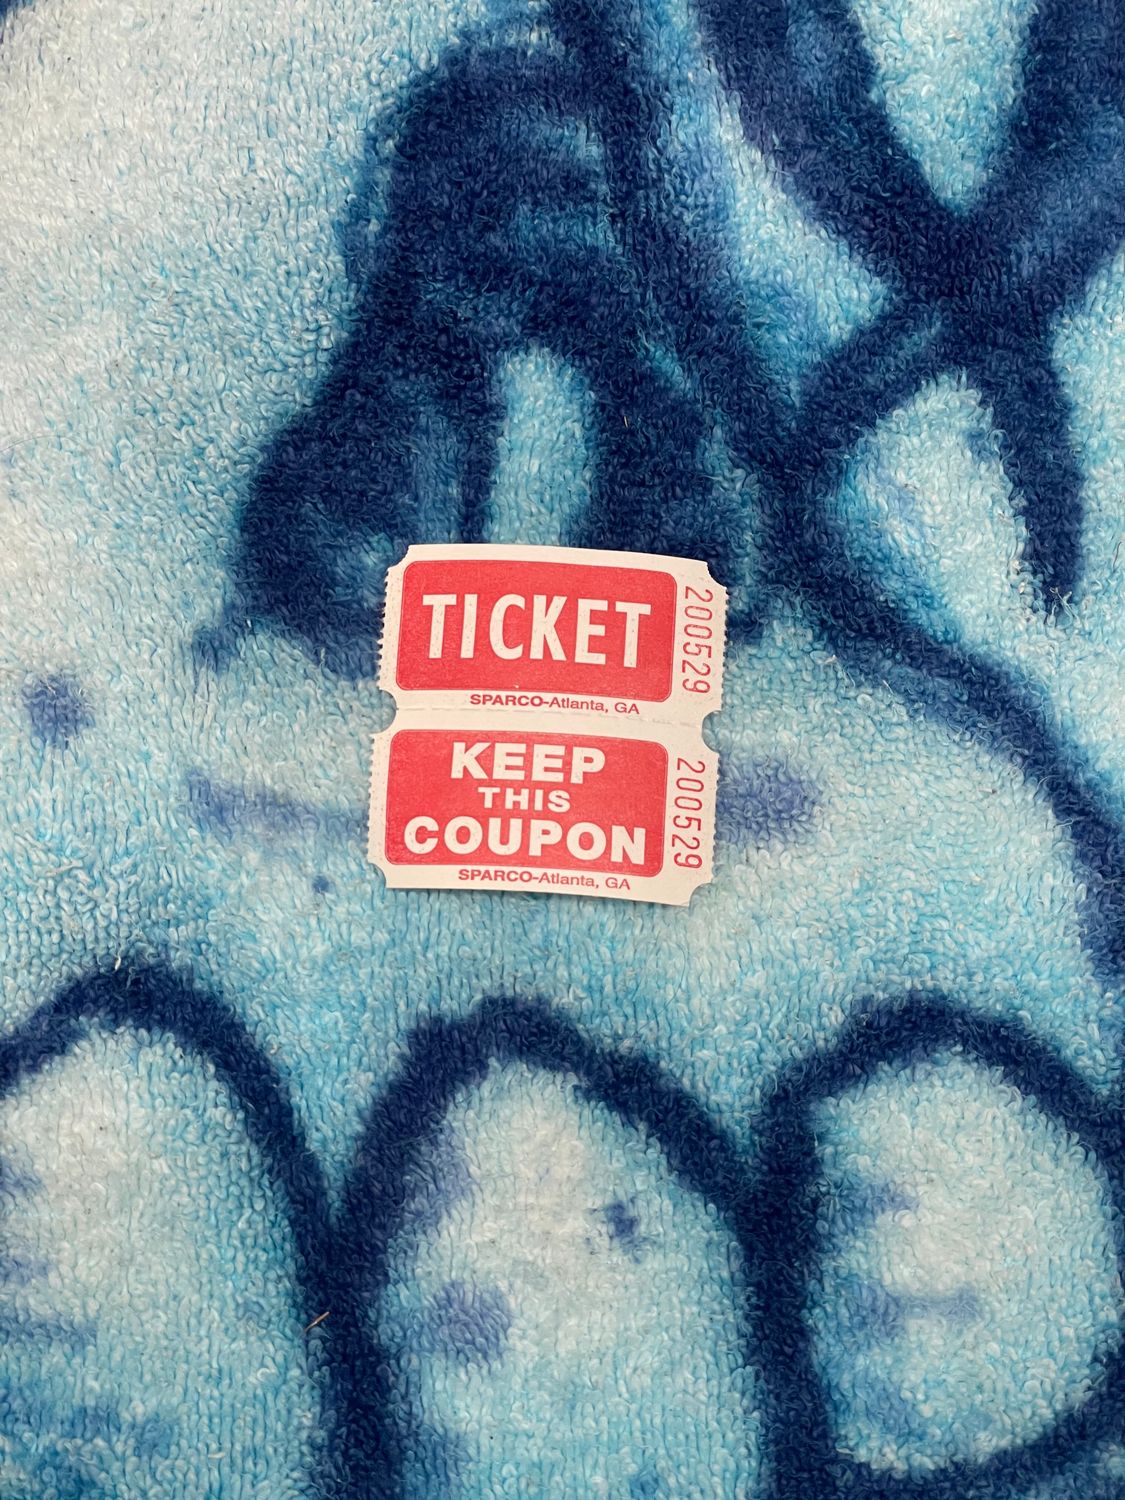 TICKET
200529
SPARCO-Atlanta, GA
KEEP
THIS
COUPON
200529
SPARCO-Atlanta, GA